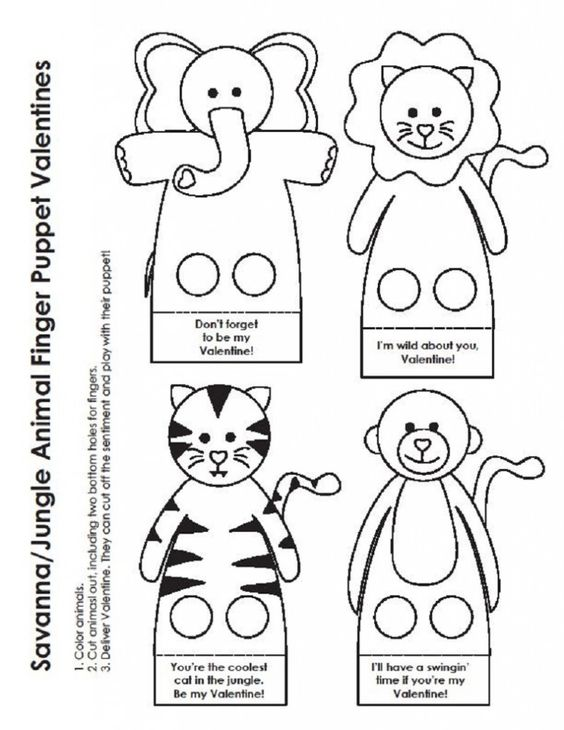 Savanna/Jungle Animal Finger Puppet Valentines
1. Color animals.
2. Cut animasl out, including two bottom holes for fingers.
3. Deliver Valentine. They can cut off the sentiment and play with their puppet!
Don't forget
to be my
Valentine!
I'm wild about you,
Valentine!
You're the coolest
cat in the jungle.
Be my Valentine!
I'll have a swingin'
time if you're my
Valentine!